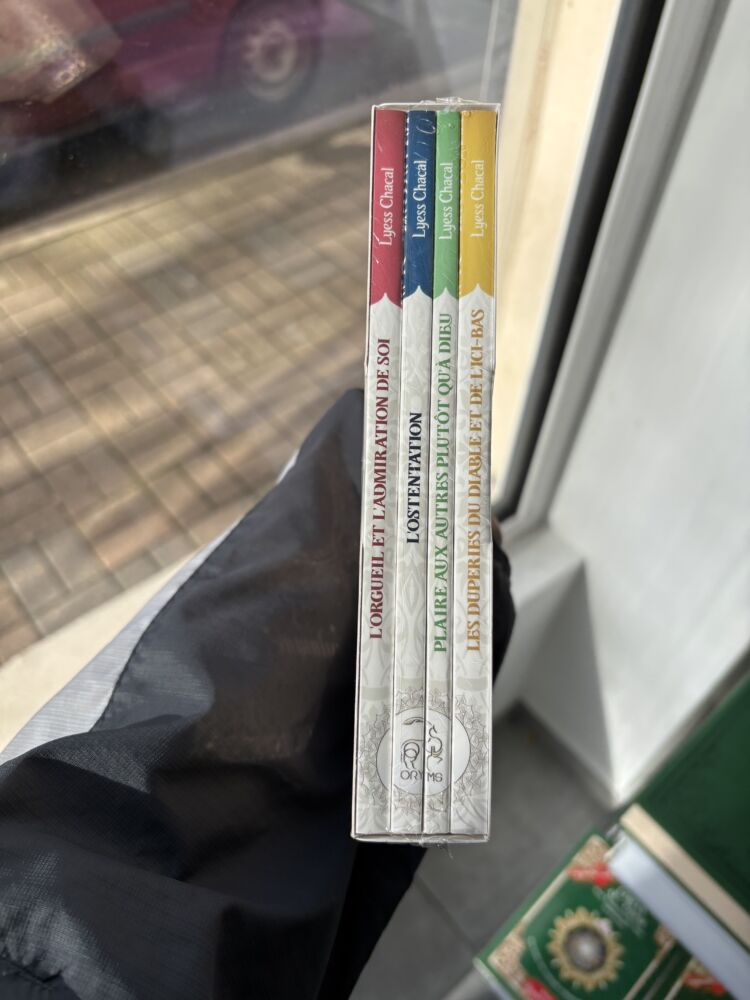 Lyess Chacal
L'ORGUEIL ET L'ADMIRATION DE SOI
Lyess Chacal
L'OSTENTATION
Lyess Chacal
PLAIRE AUX AUTRES PLUTÔT QU'À DIEU
Lyess Chacal
LES DUPERIES DU DIABLE ET DE L'ICI-BAS